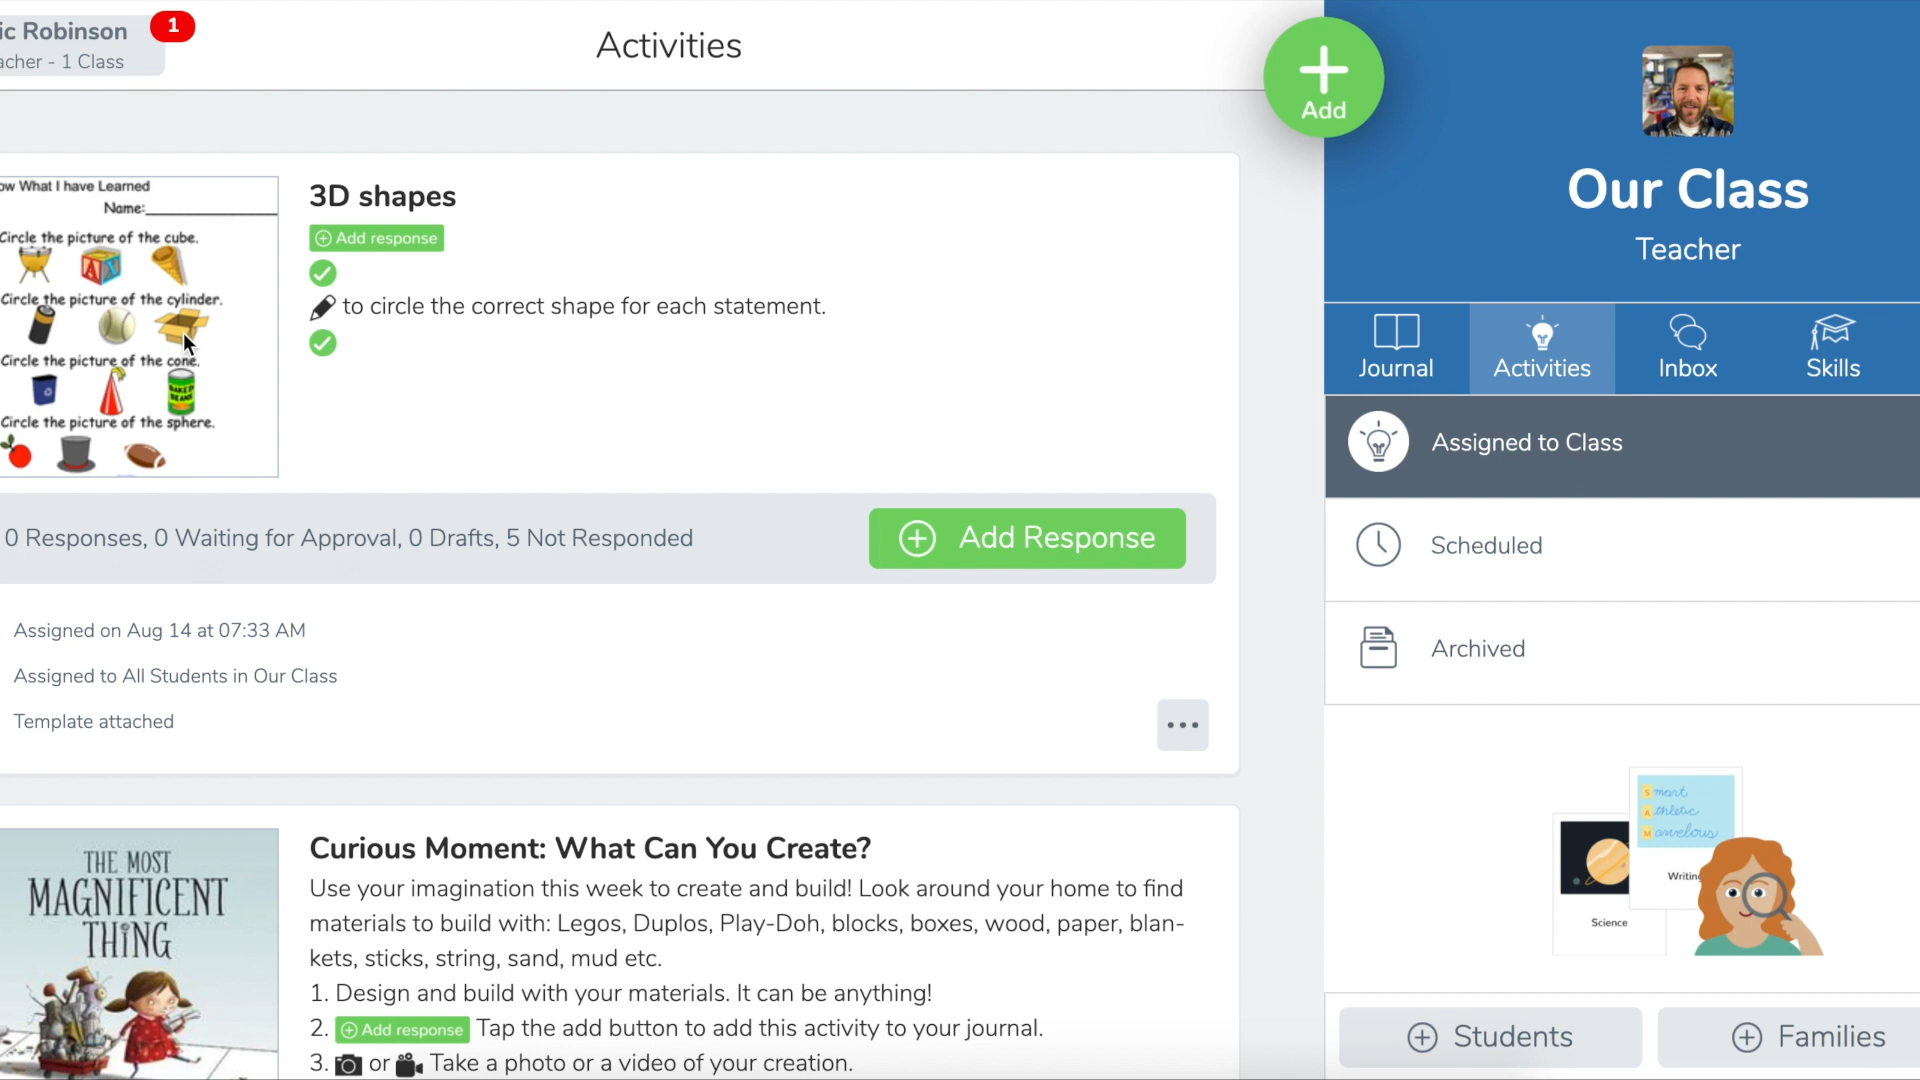 ic Robinson
1
acher - 1 Class
Activities
Add
Our Class
Teacher
Journal
Activities
Inbox
Skills
Assigned to Class
Scheduled
Archived
ow What I have Learned
Name:
Circle the picture of the cube.
Circle the picture of the cylinder.
Circle the picture of the cone.
BAKED BEANS
Circle the picture of the sphere.
3D shapes
Add response
to circle the correct shape for each statement.
0 Responses, 0 Waiting for Approval, 0 Drafts, 5 Not Responded
Add Response
Assigned on Aug 14 at 07:33 AM
Assigned to All Students in Our Class
Template attached
THE MOST
MAGNIFICENT
THING
Curious Moment: What Can You Create?
Use your imagination this week to create and build! Look around your home to find
materials to build with: Legos, Duplos, Play-Doh, blocks, boxes, wood, paper, blan-
kets, sticks, string, sand, mud etc.
1. Design and build with your materials. It can be anything!
2. Add response Tap the add button to add this activity to your journal.
3. or Take a photo or a video of your creation.
Smart
Athletic
Marvelous
Writing
Science
Students
Families